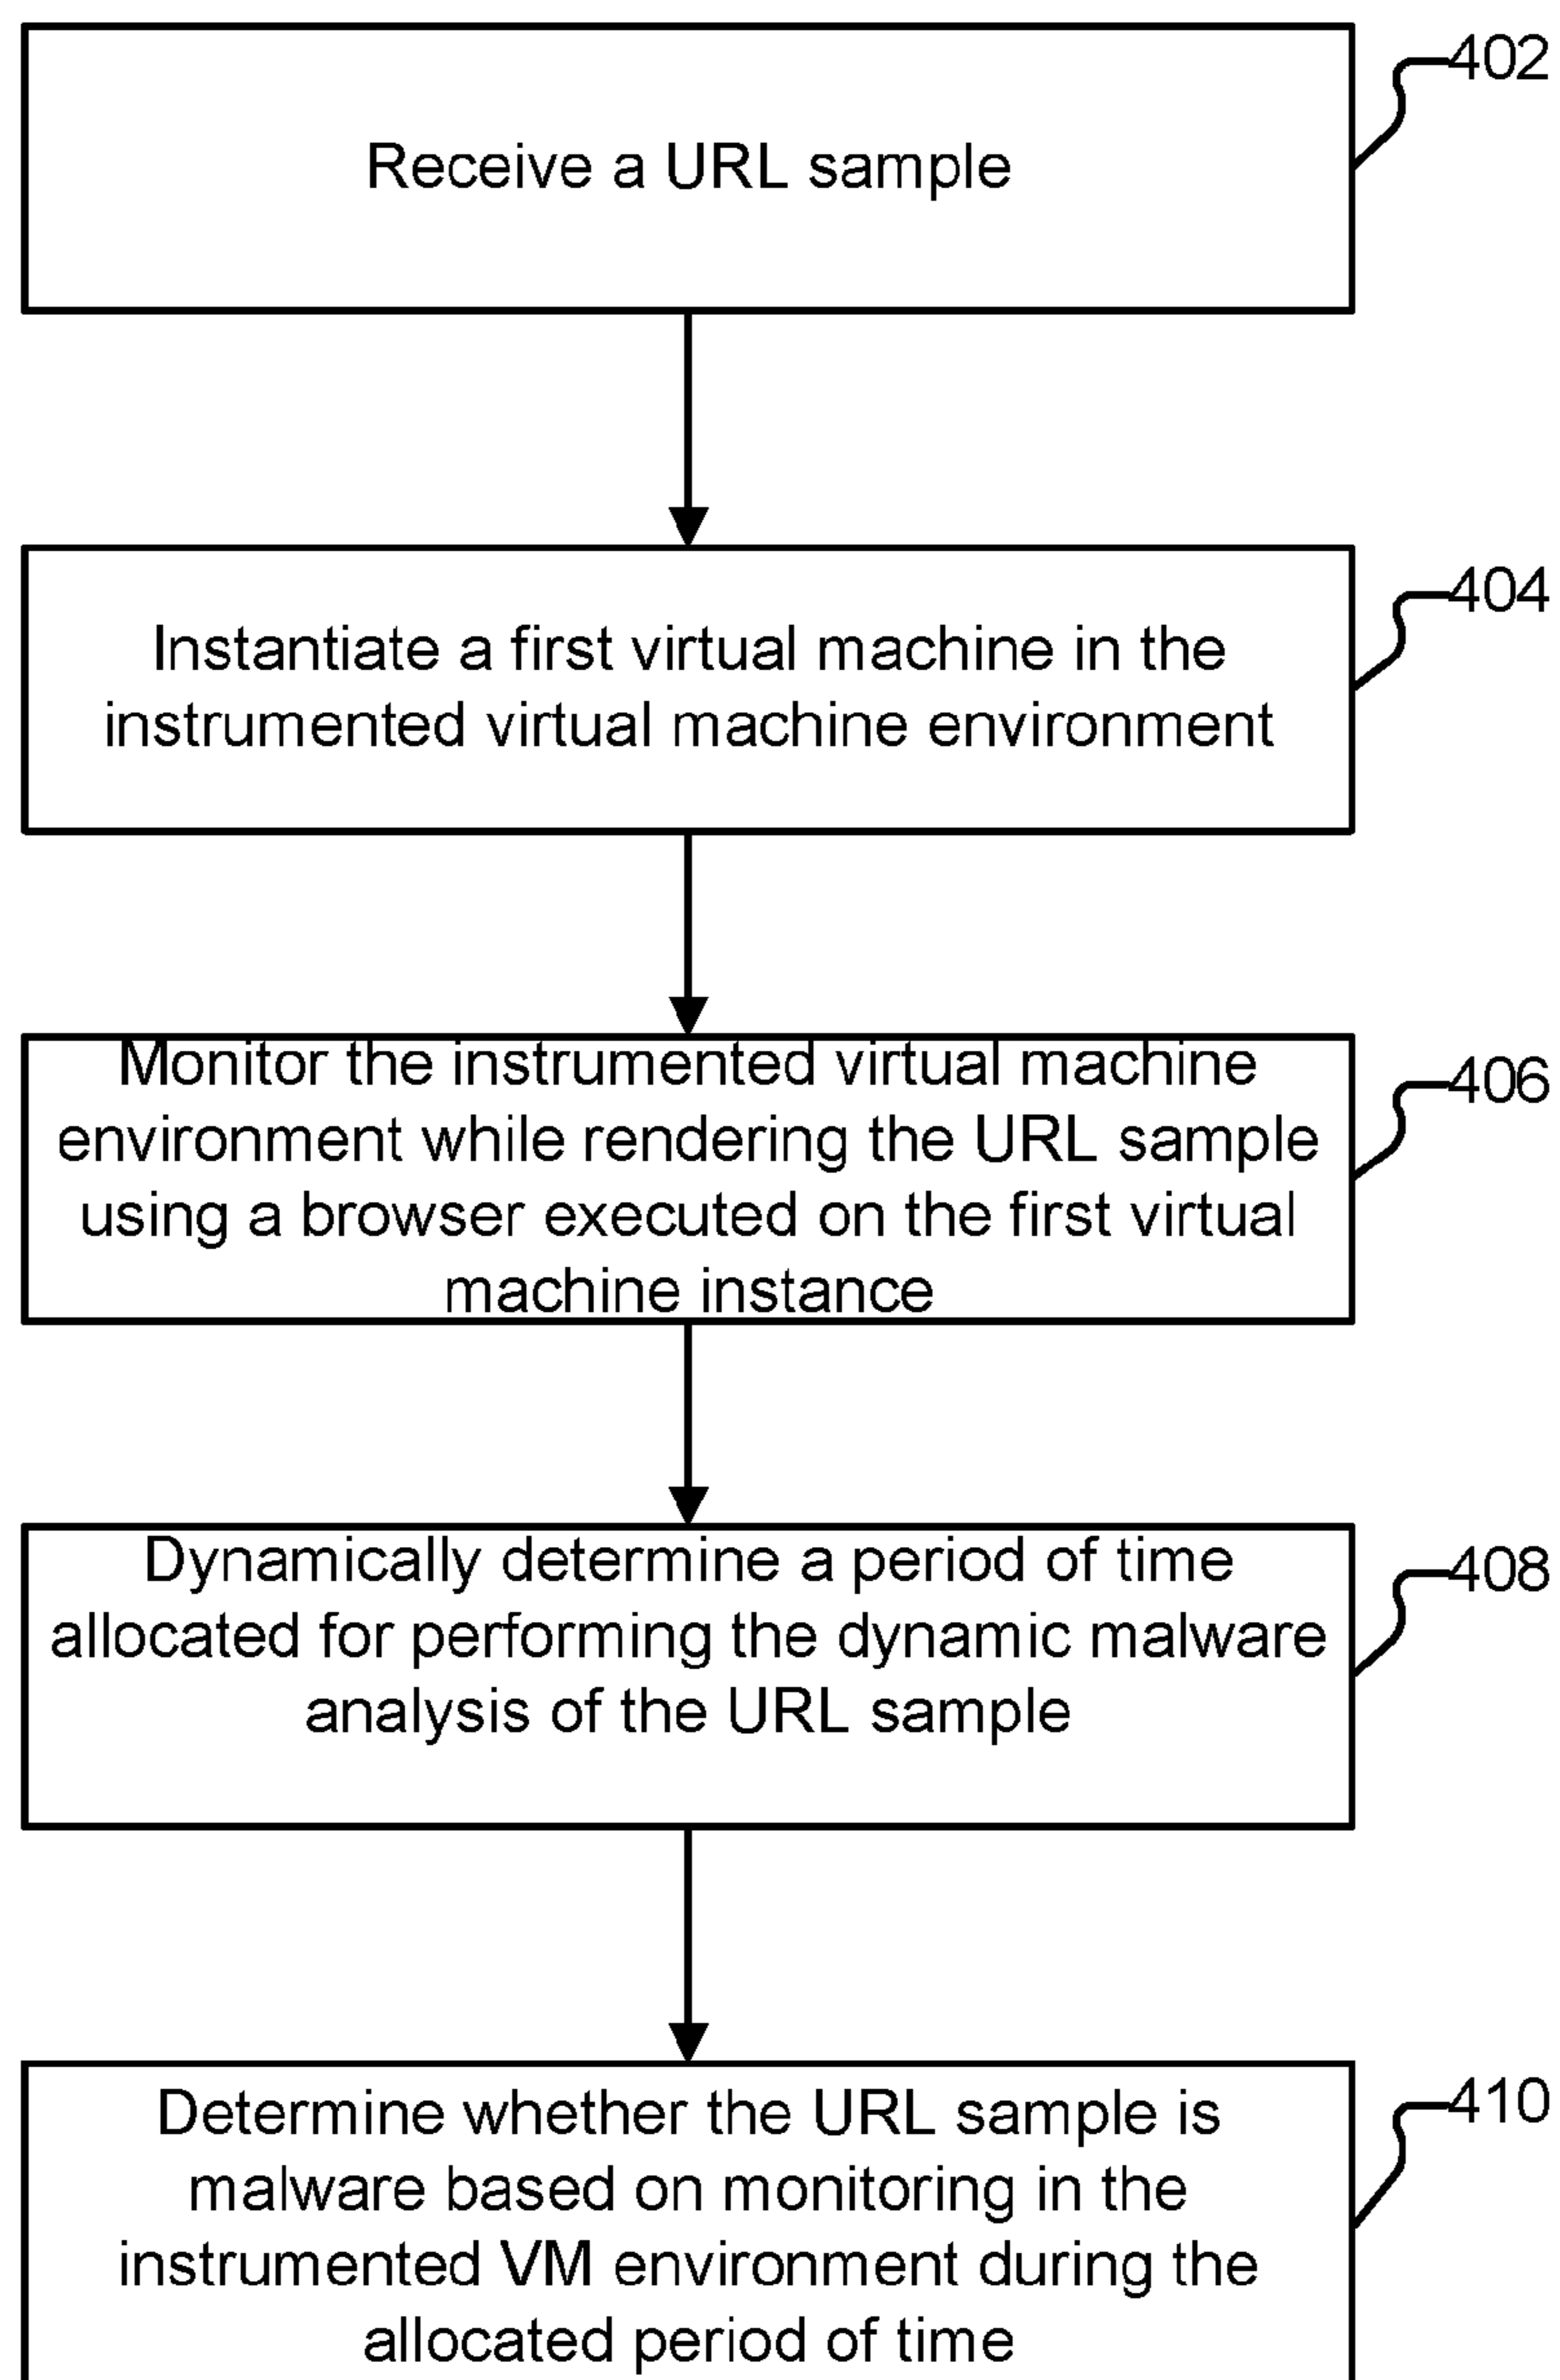 402
Receive a URL sample
404
Instantiate a first virtual machine in the
instrumented virtual machine environment
406
Monitor the instrumented virtual machine
environment while rendering the URL sample
using a browser executed on the first virtual
machine instance
408
Dynamically determine a period of time
allocated for performing the dynamic malware
analysis of the URL sample
410
Determine whether the URL sample is
malware based on monitoring in the
instrumented VM environment during the
allocated period of time